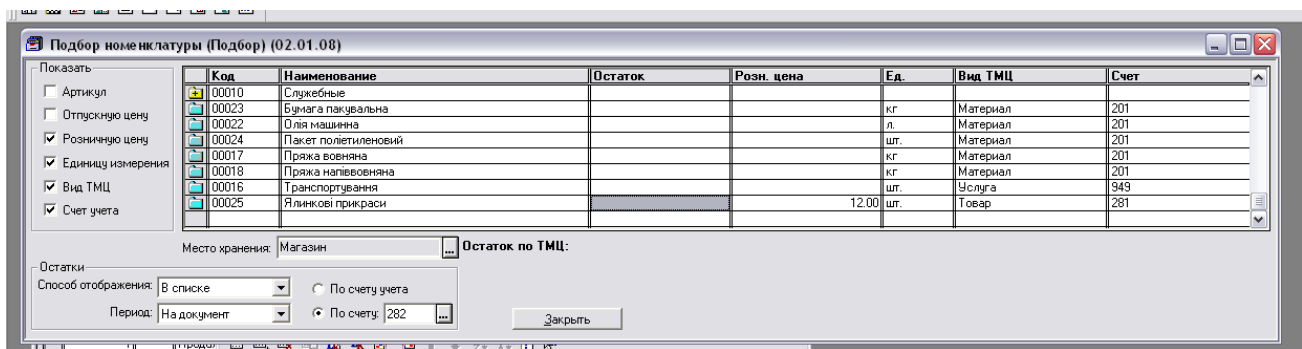 Подбор номенклатуры (Подбор) (02.01.08)
Показать
Артикул
Отпускную цену
Розничную цену
Единицу измерения
Вид ТМЦ
Счет учета
Код Наименование Остаток Розн. цена Ед. Вид ТМЦ Счет
00010 Служебные
00023 Бумага пакувальна кг Материал 201
00022 Олія машинна л. Материал 201
00024 Пакет поліетиленовий шт. Материал 201
00017 Пряжа вовняна кг Материал 201
00018 Пряжа напіввовняна кг Материал 201
00016 Транспортування шт. Услуга 949
00025 Ялинкові прикраси 12.00 шт. Товар 281
Место хранения: Магазин ... Остаток по ТМЦ:
Остатки
Способ отображения: В списке По счету учета
Период: На документ По счету: 282 ...
Закрыть